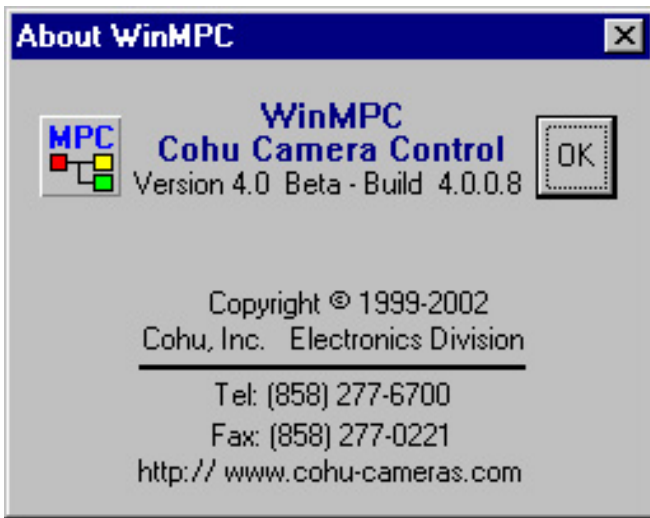 About WinMPC
MPC
WinMPC
Cohu Camera Control
Version 4.0 Beta - Build 4.0.0.8
OK
Copyright © 1999-2002
Cohu, Inc. Electronics Division
Tel: (858) 277-6700
Fax: (858) 277-0221
http:// www.cohu-cameras.com